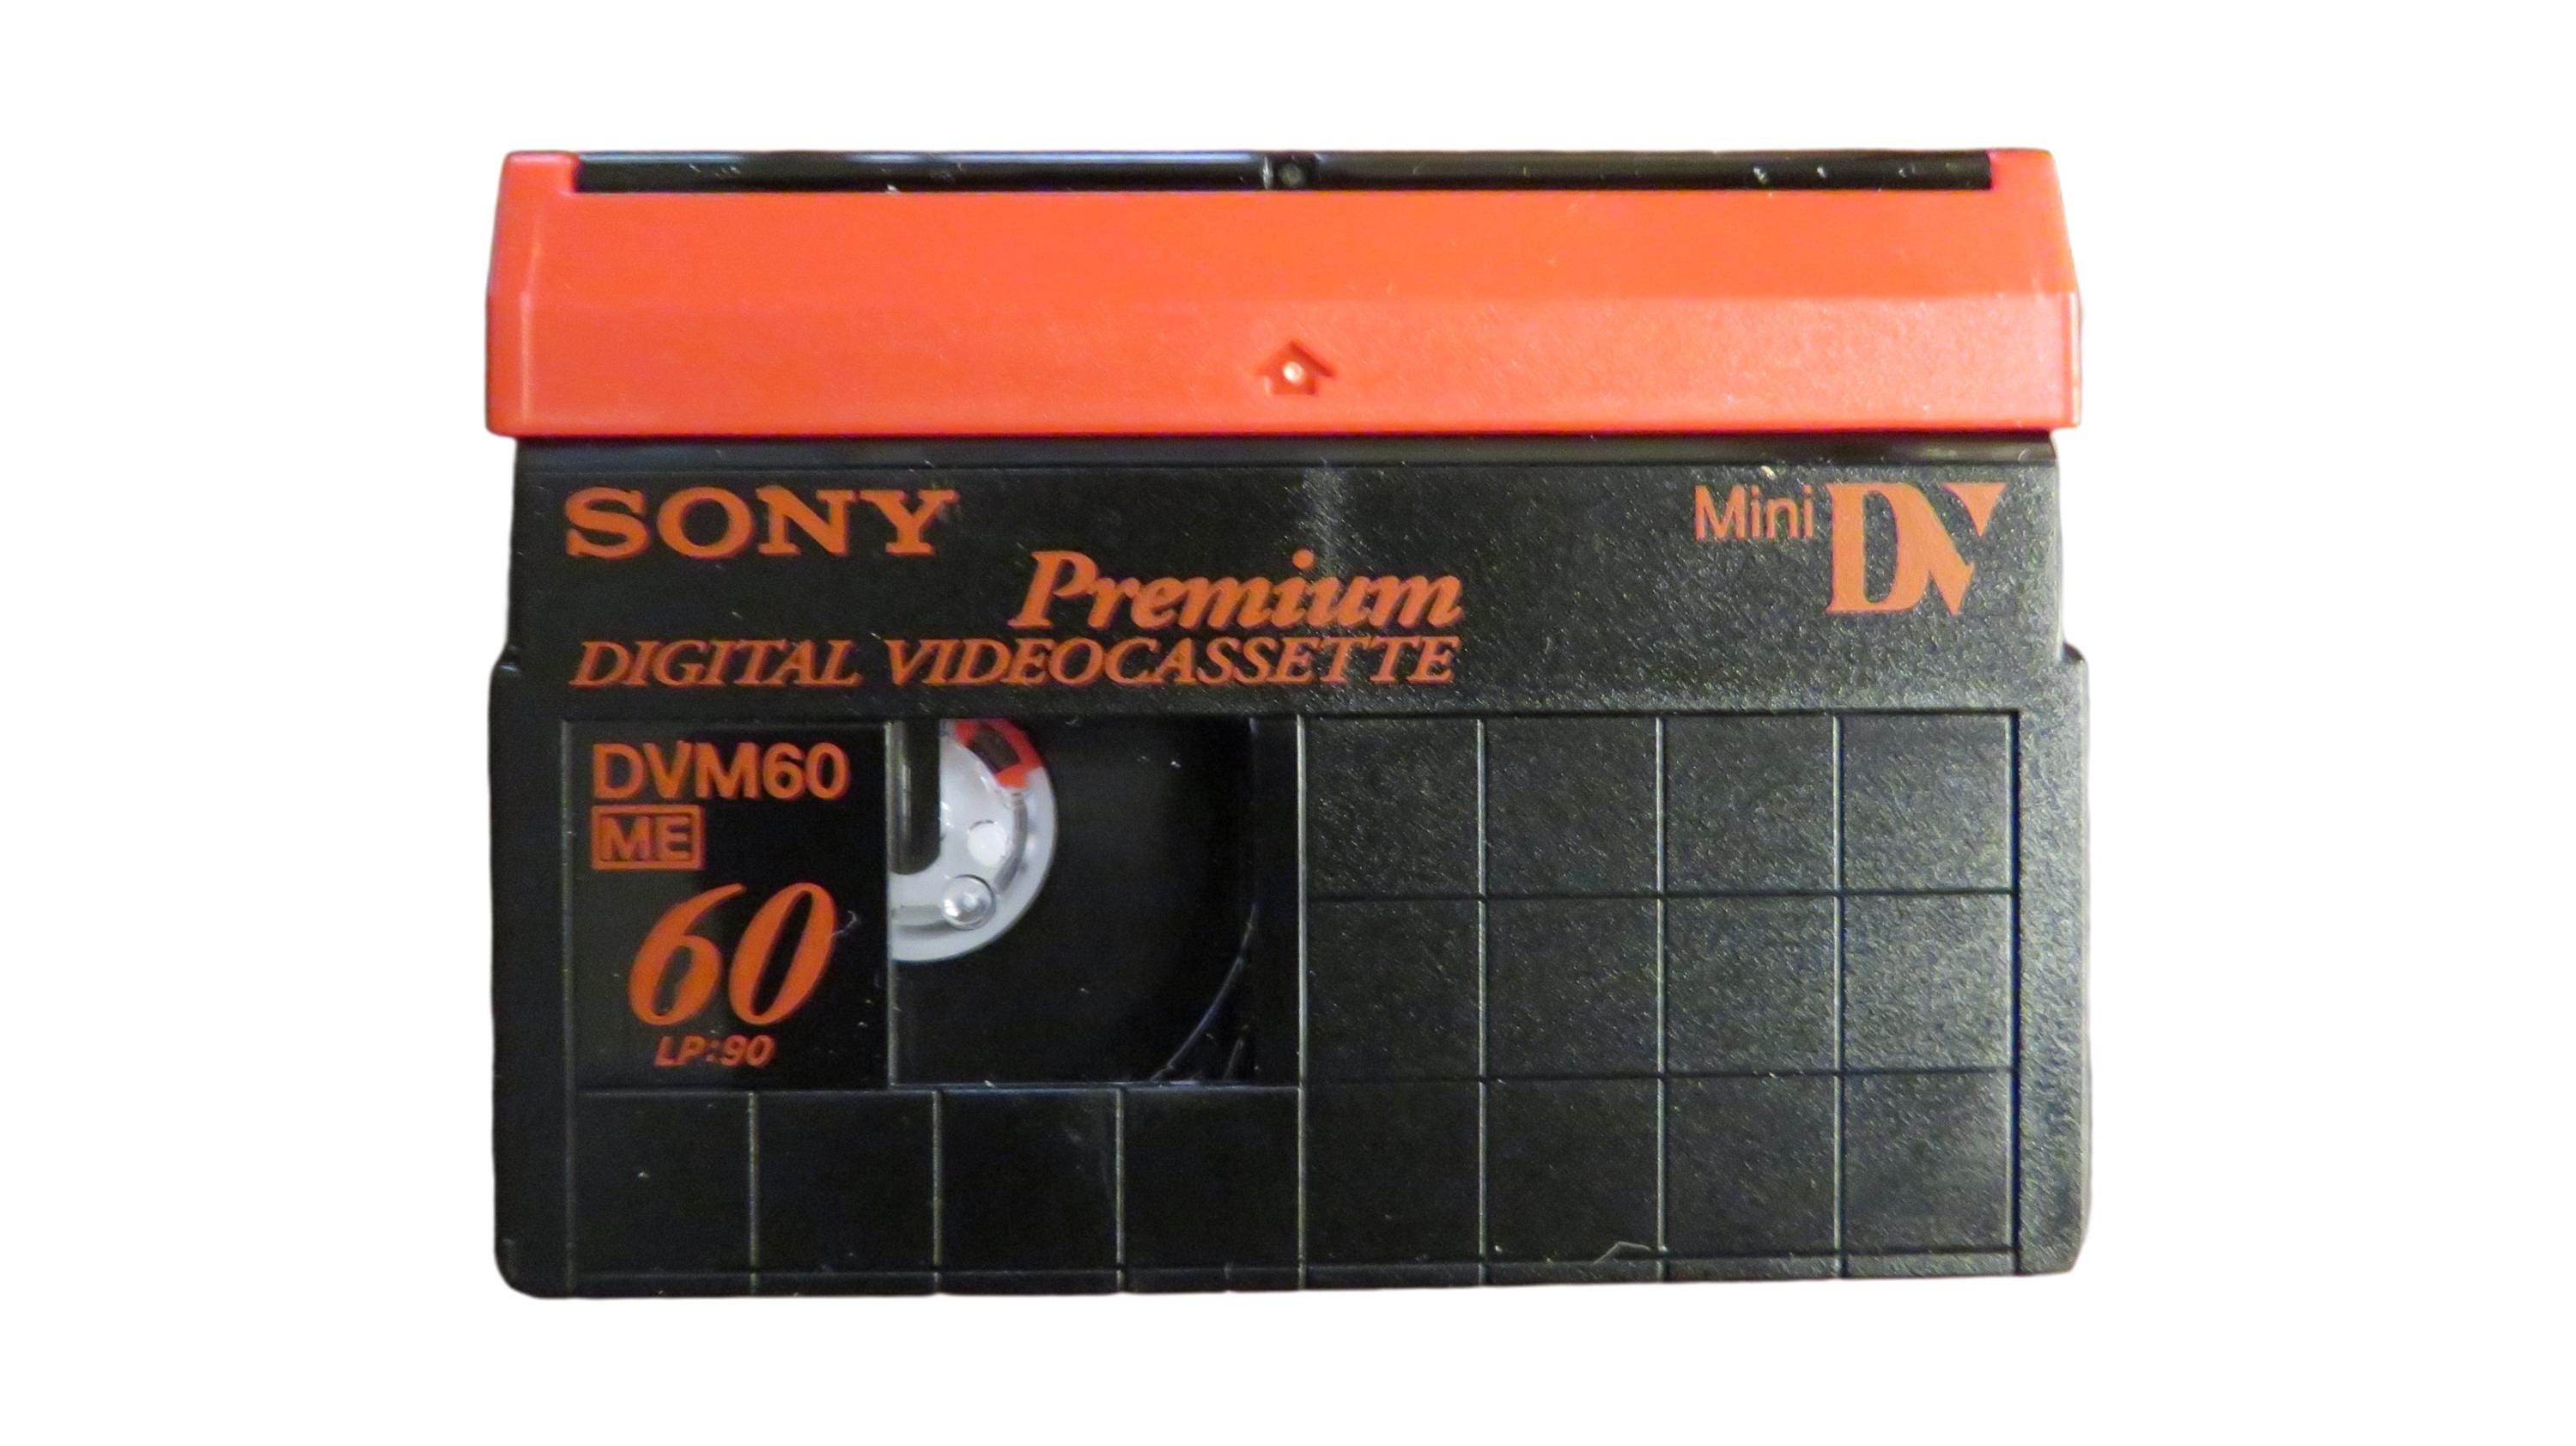 SONY
Mini DV
Premium
DIGITAL VIDEOCASSETTE
DVM60
ME
60
LP:90